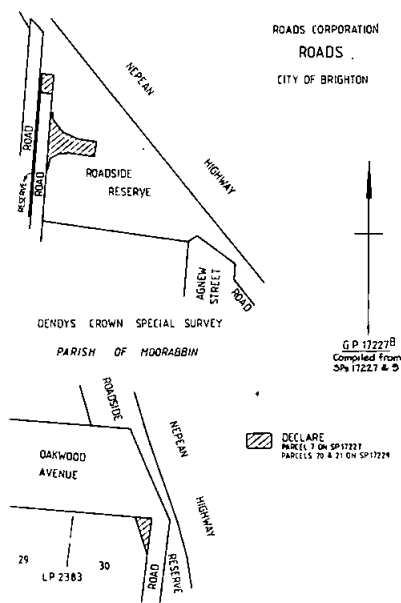 ROADS CORPORATION
ROADS
CITY OF BRIGHTON
NEPEAN
HIGHWAY
ROAD
ROAD
RESERVE
ROADSIDE
RESERVE
AGNEW
STREET
ROAD
DENDYS CROWN SPECIAL SURVEY
PARISH OF MOORABBIN
G P 17227B
Compiled from
SPs 17227 & 9
ROADSIDE
NEPEAN
HIGHWAY
OAKWOOD
AVENUE
DECLARE
PARCEL 7 ON SP17227
PARCELS 20 & 21 ON SP17229
29
30
LP 2383
ROAD
RESERVE